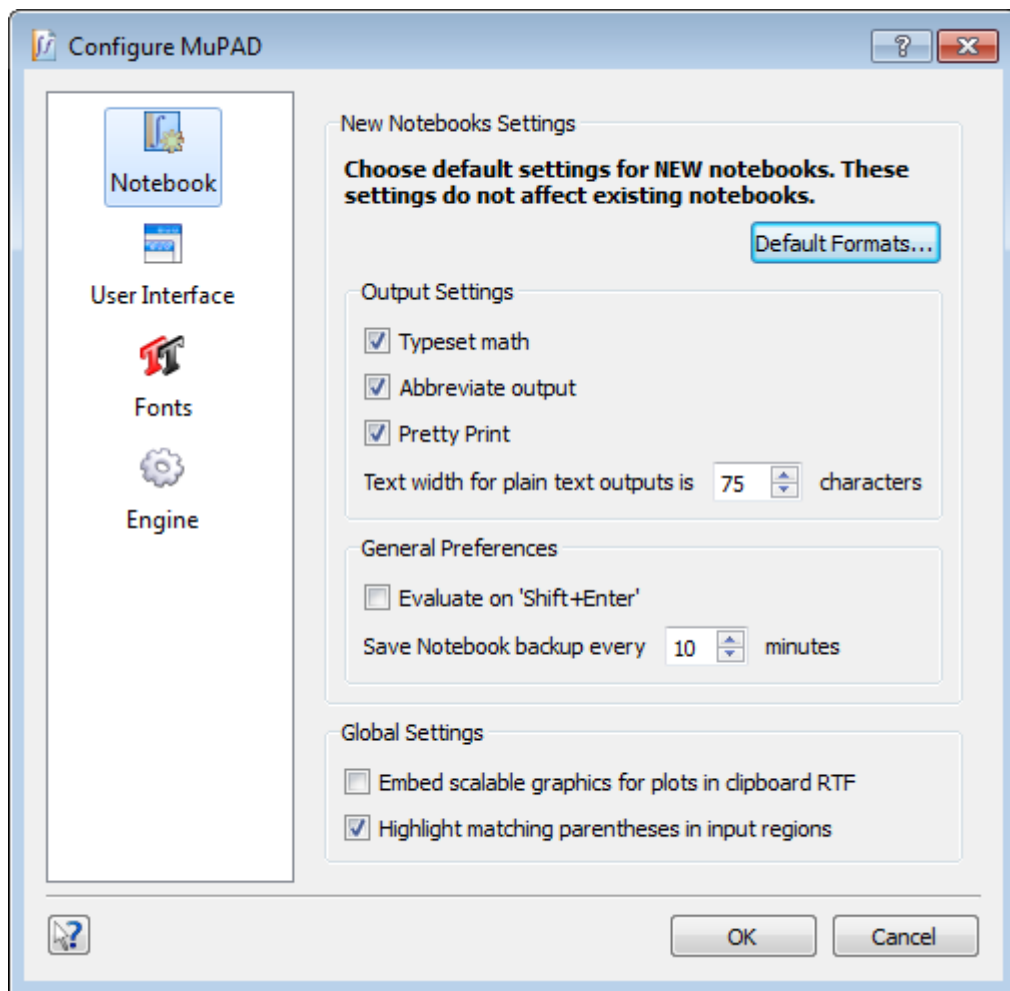 Configure MuPAD
Notebook
User Interface
Fonts
Engine
New Notebooks Settings
Choose default settings for NEW notebooks. These
settings do not affect existing notebooks.
Default Formats...
Output Settings
Typeset math
Abbreviate output
Pretty Print
Text width for plain text outputs is 75 characters
General Preferences
Evaluate on 'Shift+Enter'
Save Notebook backup every 10 minutes
Global Settings
Embed scalable graphics for plots in clipboard RTF
Highlight matching parentheses in input regions
OK Cancel